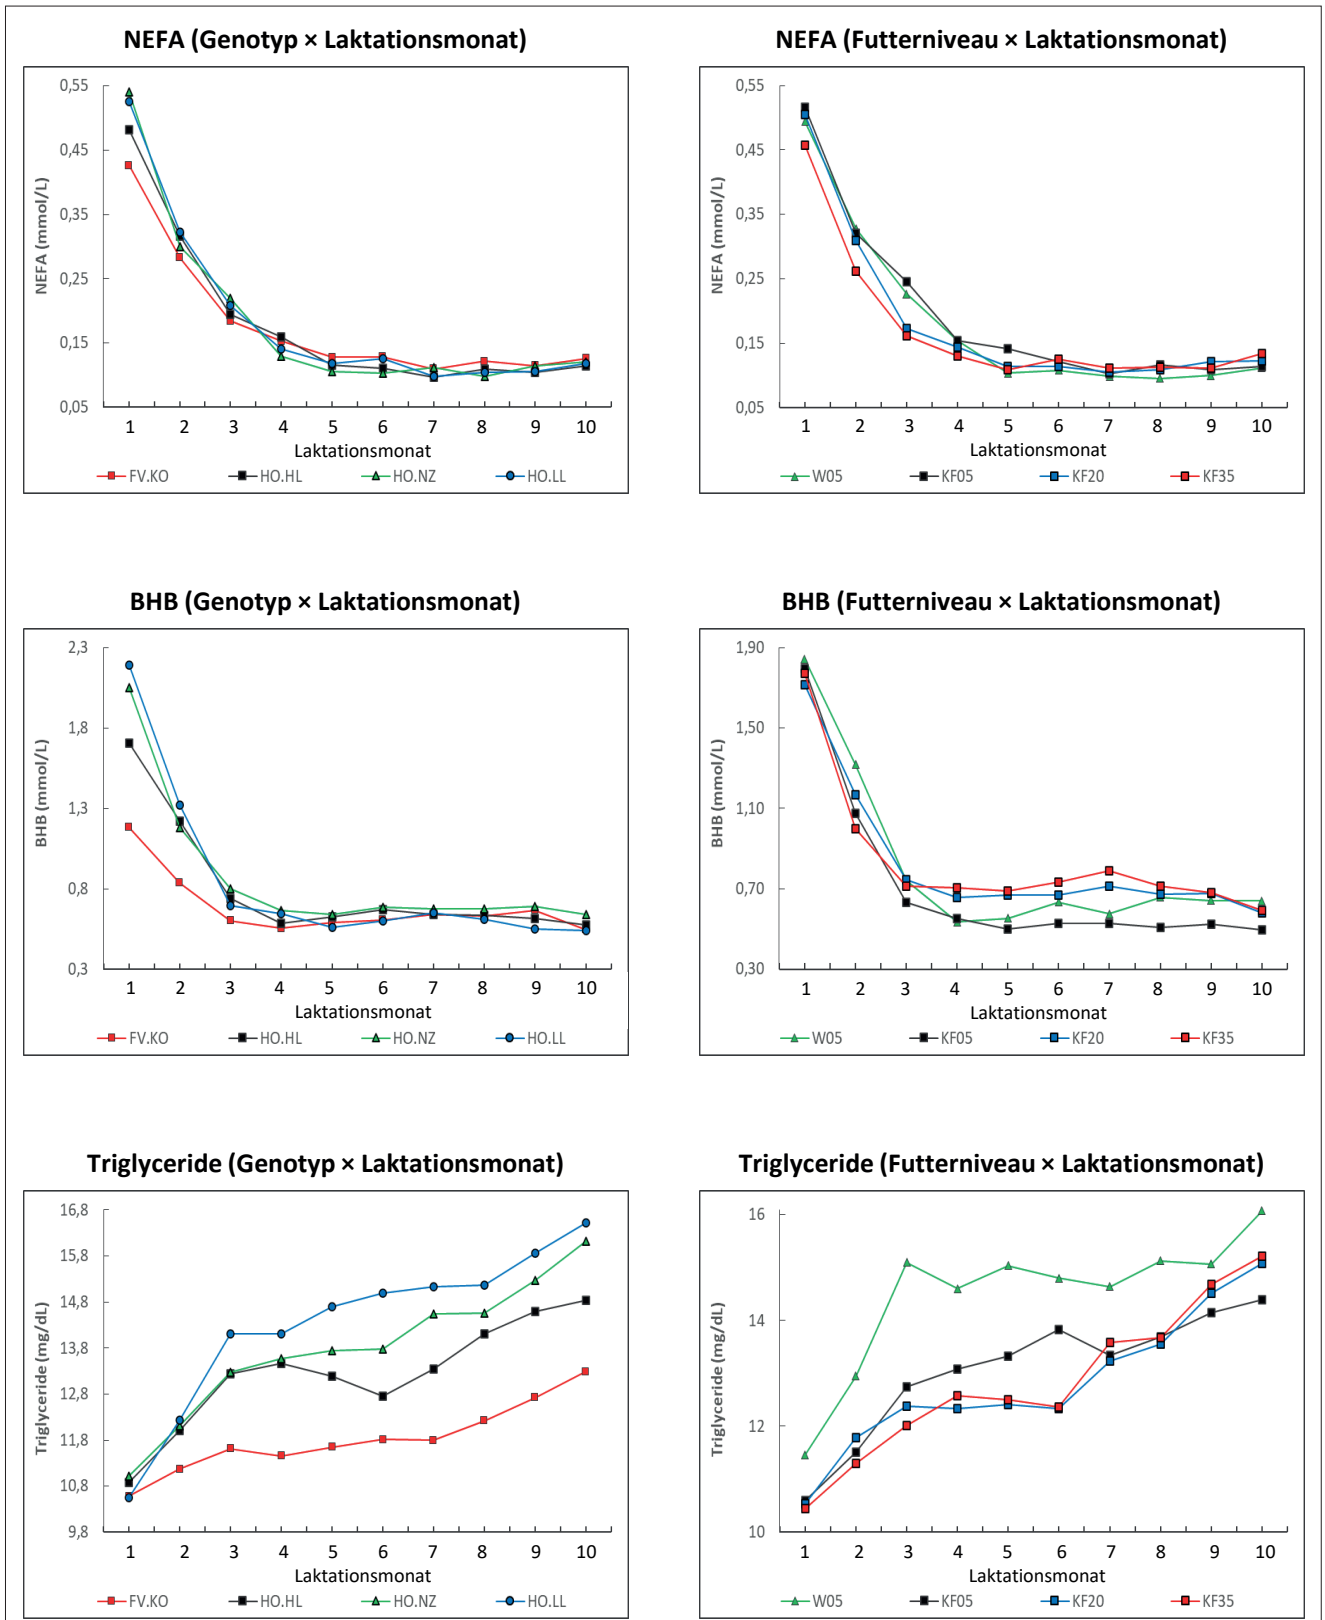 NEFA (Genotyp × Laktationsmonat)
NEFA (mmol/L)
0,55
0,45
0,35
0,25
0,15
0,05
1 2 3 4 5 6 7 8 9 10
Laktationsmonat
FV.KO HO.HL HO.NZ HO.LL
NEFA (Futterniveau × Laktationsmonat)
NEFA (mmol/L)
0,55
0,45
0,35
0,25
0,15
0,05
1 2 3 4 5 6 7 8 9 10
Laktationsmonat
W05 KF05 KF20 KF35
BHB (Genotyp × Laktationsmonat)
BHB (mmol/L)
2,3
1,8
1,3
0,8
0,3
1 2 3 4 5 6 7 8 9 10
Laktationsmonat
FV.KO HO.HL HO.NZ HO.LL
BHB (Futterniveau × Laktationsmonat)
BHB (mmol/L)
1,90
1,50
1,10
0,70
0,30
1 2 3 4 5 6 7 8 9 10
Laktationsmonat
W05 KF05 KF20 KF35
Triglyceride (Genotyp × Laktationsmonat)
Triglyceride (mg/dL)
16,8
15,8
14,8
13,8
12,8
11,8
10,8
9,8
1 2 3 4 5 6 7 8 9 10
Laktationsmonat
FV.KO HO.HL HO.NZ HO.LL
Triglyceride (Futterniveau × Laktationsmonat)
Triglyceride (mg/dL)
16
14
12
10
1 2 3 4 5 6 7 8 9 10
Laktationsmonat
W05 KF05 KF20 KF35